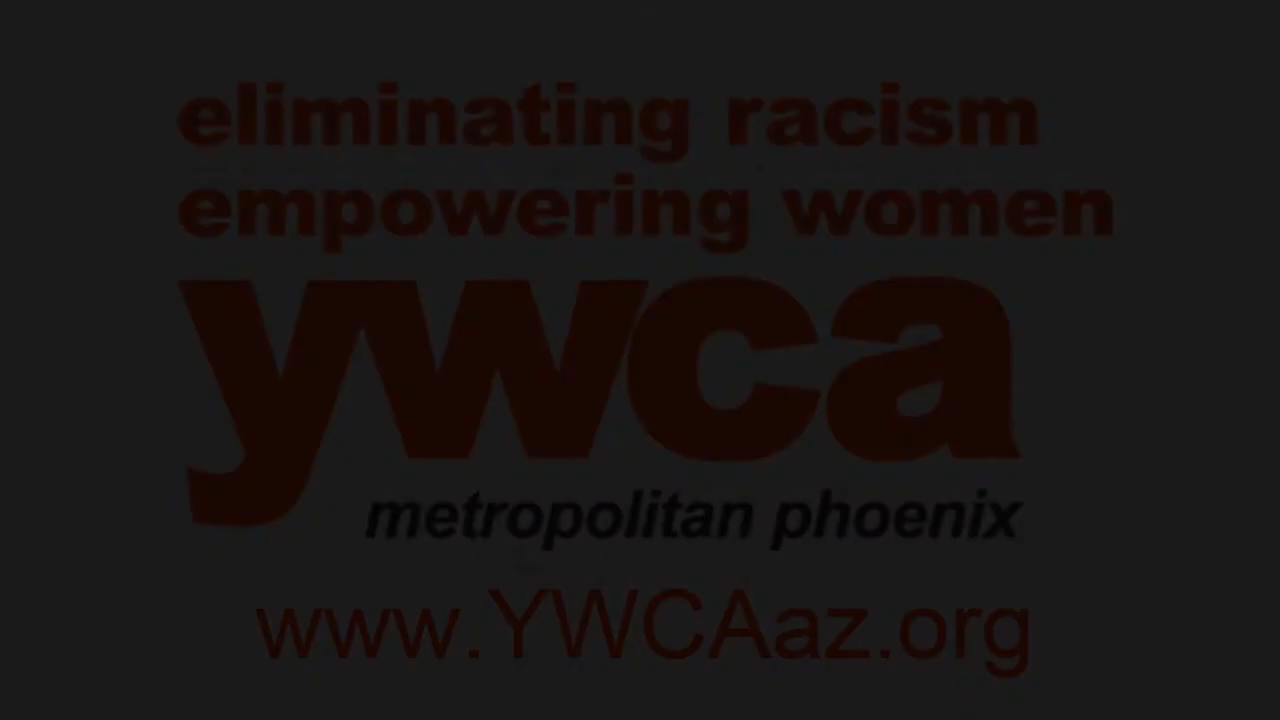 eliminating racism
empowering women
ywca
metropolitan phoenix
www.YWCAaz.org